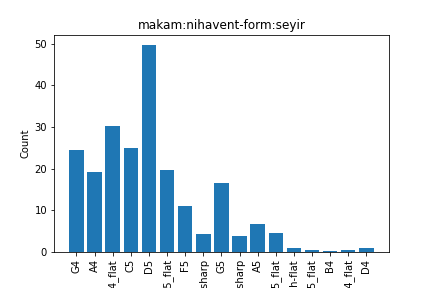 makam:nihavent-form:seyir
50
40
30
20
10
0
Count
G4
A4
4_flat
C5
D5
5_flat
F5
sharp
G5
sharp
A5
5_flat
h-flat
5_flat
B4
4_flat
D4